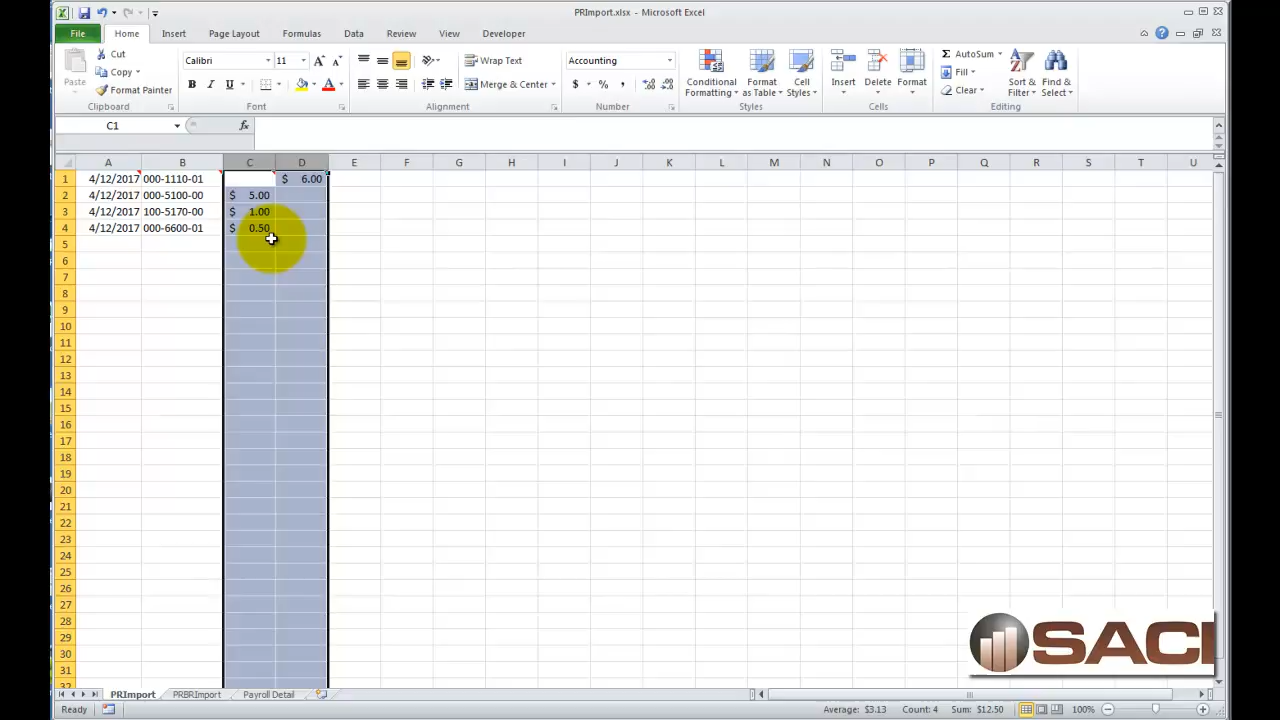 PRImport.xlsx - Microsoft Excel
File Home Insert Page Layout Formulas Data Review View Developer
Cut Calibri 11 Wrap Text Accounting AutoSum
Copy Fill
Paste Format Painter B I U Merge & Center $ % , Conditional Formatting Format as Table Cell Styles Insert Delete Format Clear Sort & Filter Find & Select
Clipboard Font Alignment Number Styles Cells Editing
C1 fx
A B C D E F G H I J K L M N O P Q R S T U
1 4/12/2017 000-1110-01 $ 6.00
2 4/12/2017 000-5100-00 $ 5.00
3 4/12/2017 100-5170-00 $ 1.00
4 4/12/2017 000-6600-01 $ 0.50
5
6
7
8
9
10
11
12
13
14
15
16
17
18
19
20
21
22
23
24
25
26
27
28
29
30
31
32
SACI
PRImport PRBRImport Payroll Detail
Ready Average: $3.13 Count: 4 Sum: $12.50 100%